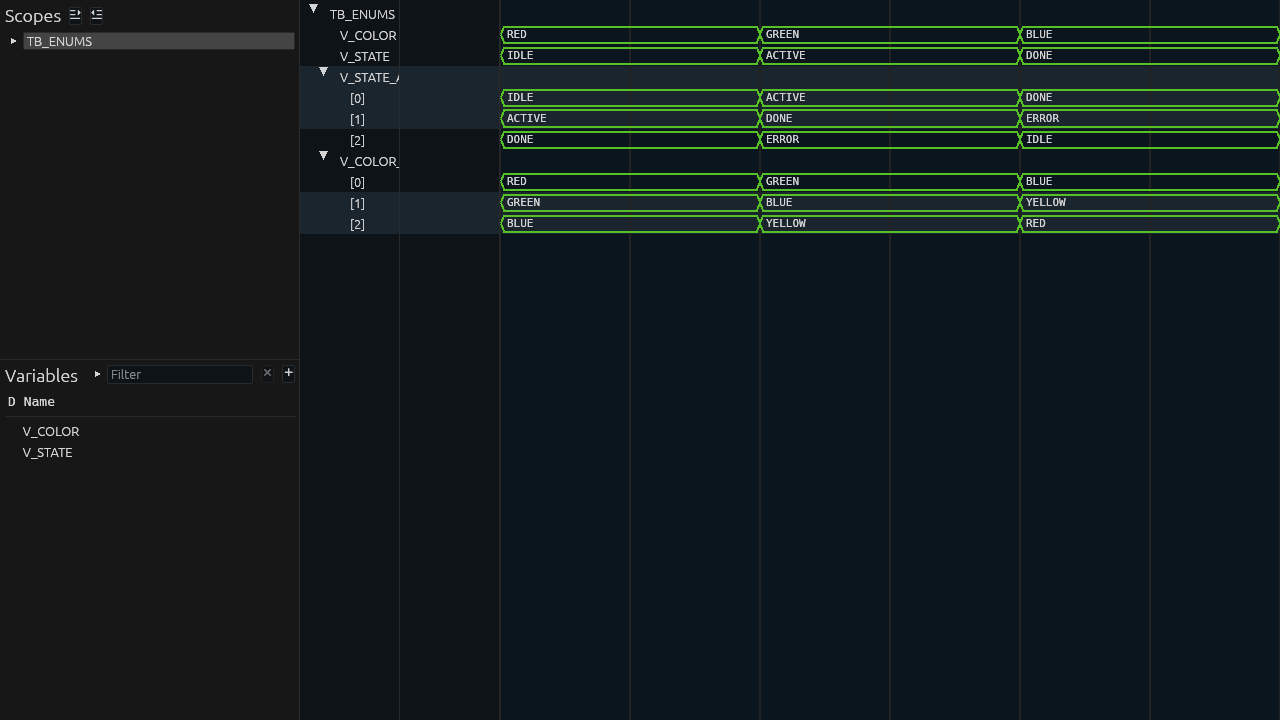 Scopes
TB_ENUMS
Variables Filter × +
D Name
V_COLOR
V_STATE
TB_ENUMS
V_COLOR RED GREEN BLUE
V_STATE IDLE ACTIVE DONE
V_STATE_
[0] IDLE ACTIVE DONE
[1] ACTIVE DONE ERROR
[2] DONE ERROR IDLE
V_COLOR_
[0] RED GREEN BLUE
[1] GREEN BLUE YELLOW
[2] BLUE YELLOW RED